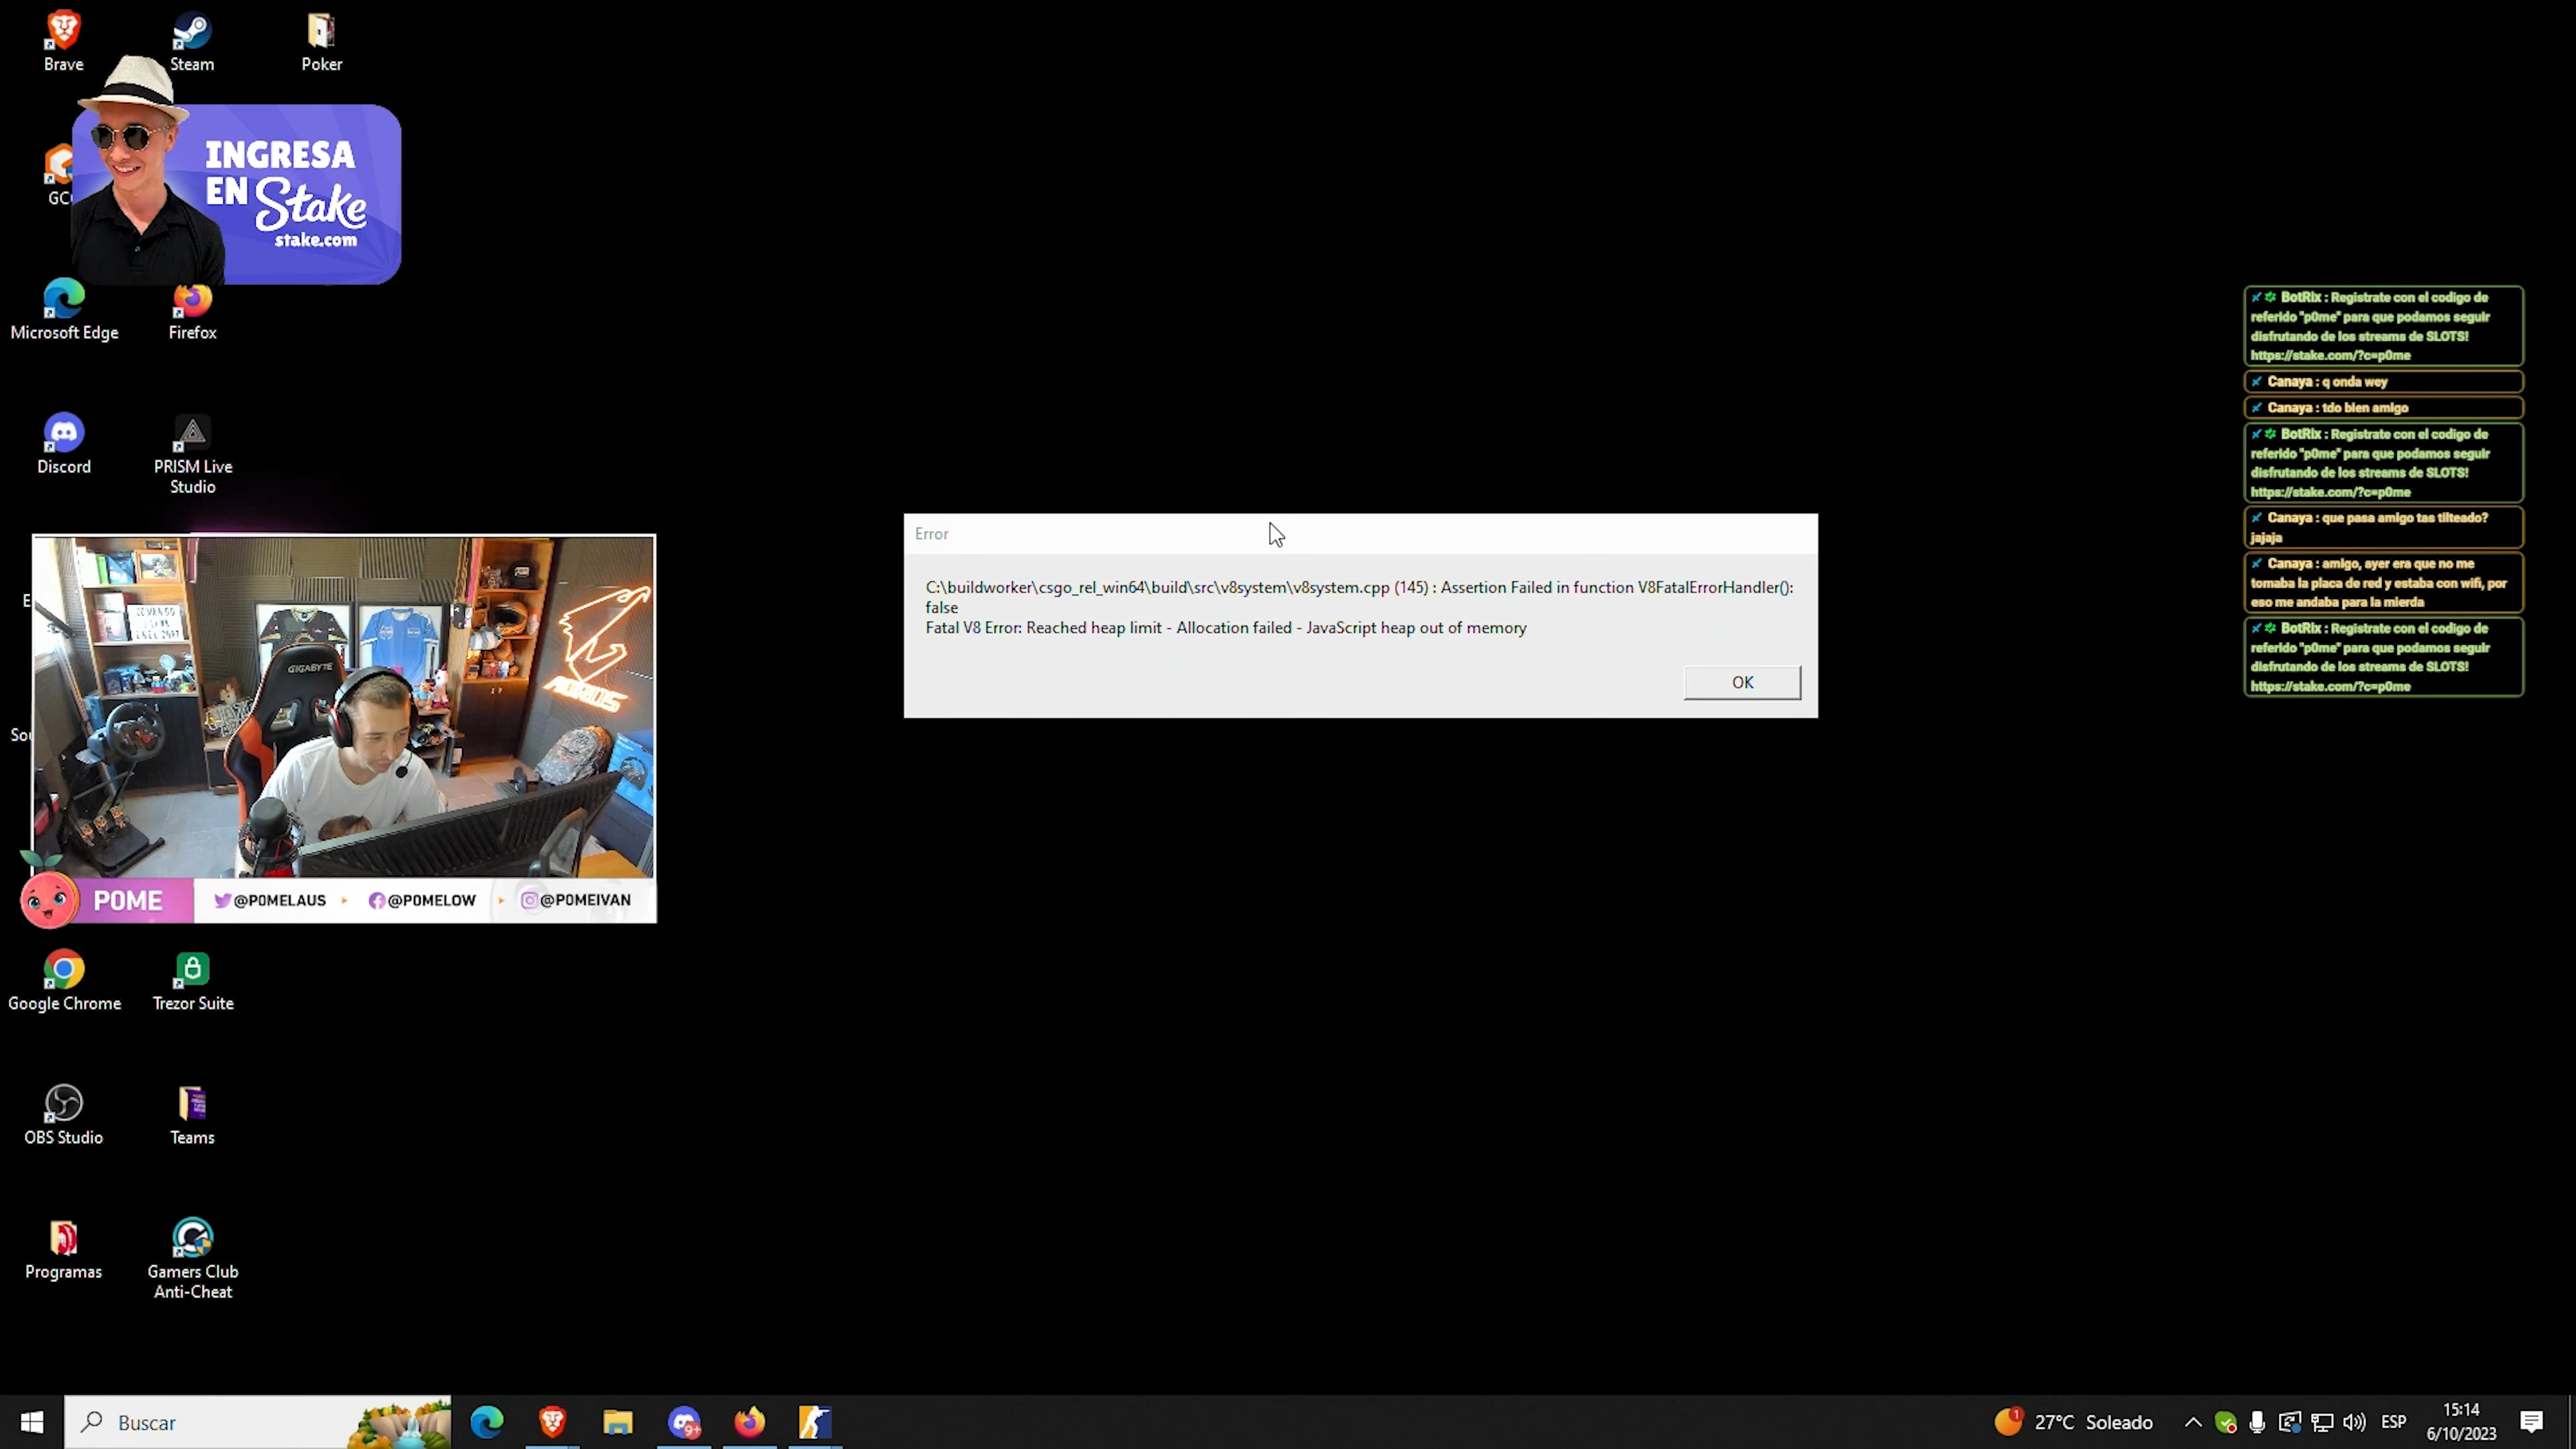 Brave
Steam
Poker
INGRESA
EN Stake
stake.com
GC
Microsoft Edge
Firefox
Discord
PRISM Live
Studio
E
Sou
GIGABYTE
AORUS
POME
@POMELAUS
@POMELOW
@POMEIVAN
Google Chrome
Trezor Suite
OBS Studio
Teams
Programas
Gamers Club
Anti-Cheat
Error
C:\buildworker\csgo_rel_win64\build\src\v8system\v8system.cpp (145) : Assertion Failed in function V8FatalErrorHandler():
false
Fatal V8 Error: Reached heap limit - Allocation failed - JavaScript heap out of memory
OK
BotRix : Registrate con el codigo de
referido "p0me" para que podamos seguir
disfrutando de los streams de SLOTS!
https://stake.com/?c=p0me
Canaya : q onda wey
Canaya : tdo bien amigo
BotRix : Registrate con el codigo de
referido "p0me" para que podamos seguir
disfrutando de los streams de SLOTS!
https://stake.com/?c=p0me
Canaya : que pasa amigo tas tilteado?
jajaja
Canaya : amigo, ayer era que no me
tomaba la placa de red y estaba con wifi, por
eso me andaba para la mierda
BotRix : Registrate con el codigo de
referido "p0me" para que podamos seguir
disfrutando de los streams de SLOTS!
https://stake.com/?c=p0me
Buscar
9+
1
27°C Soleado
ESP
15:14
6/10/2023